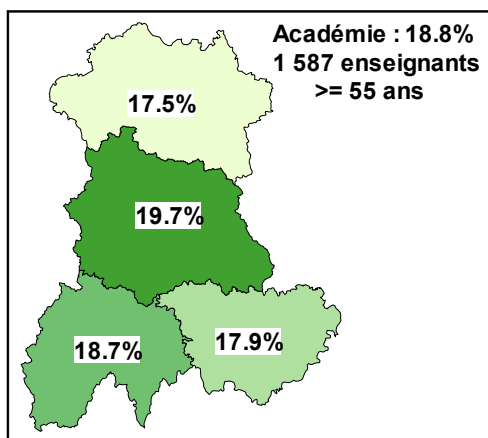 Académie : 18.8%
1 587 enseignants
>= 55 ans
17.5%
19.7%
18.7%
17.9%